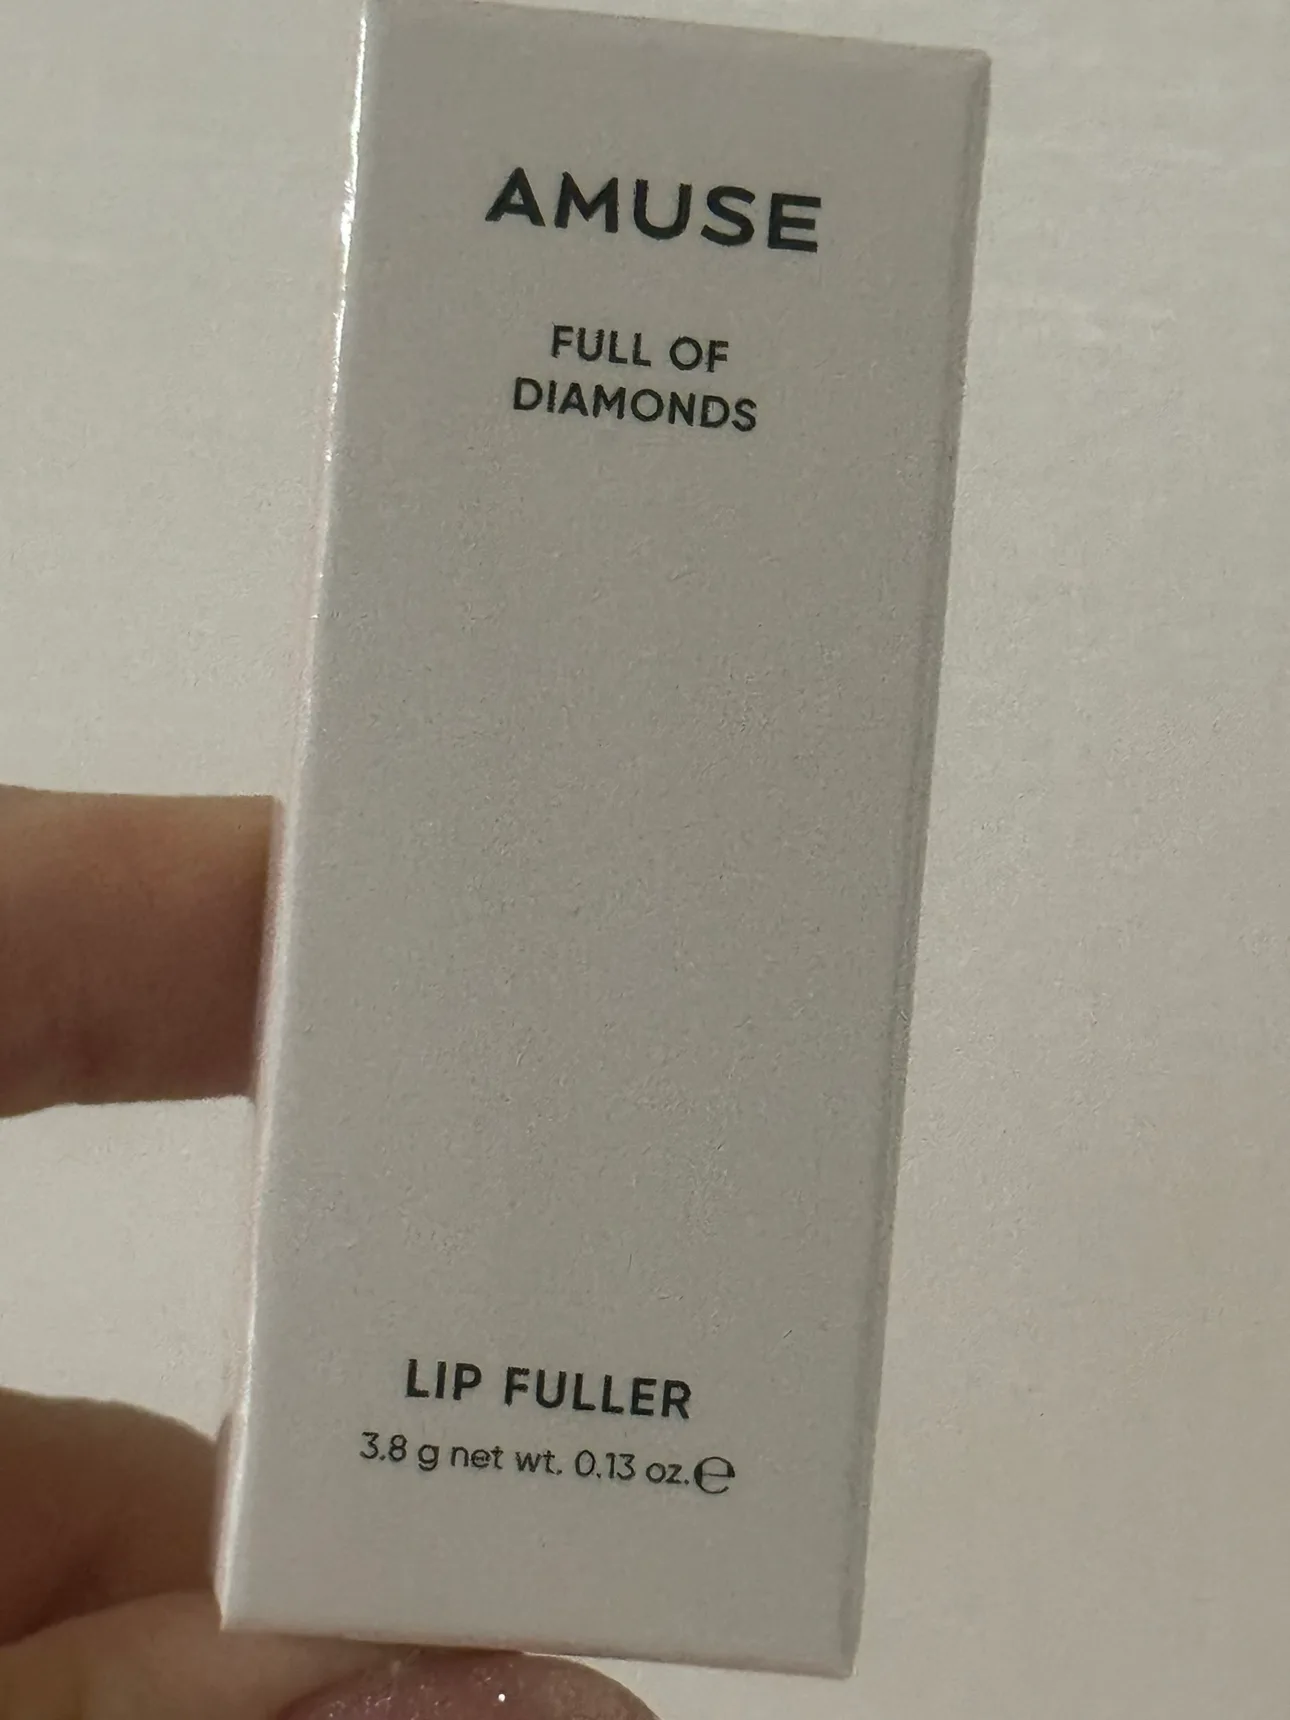 AMUSE
FULL OF
DIAMONDS
LIP FULLER
3.8 g net wt. 0.13 oz.℮